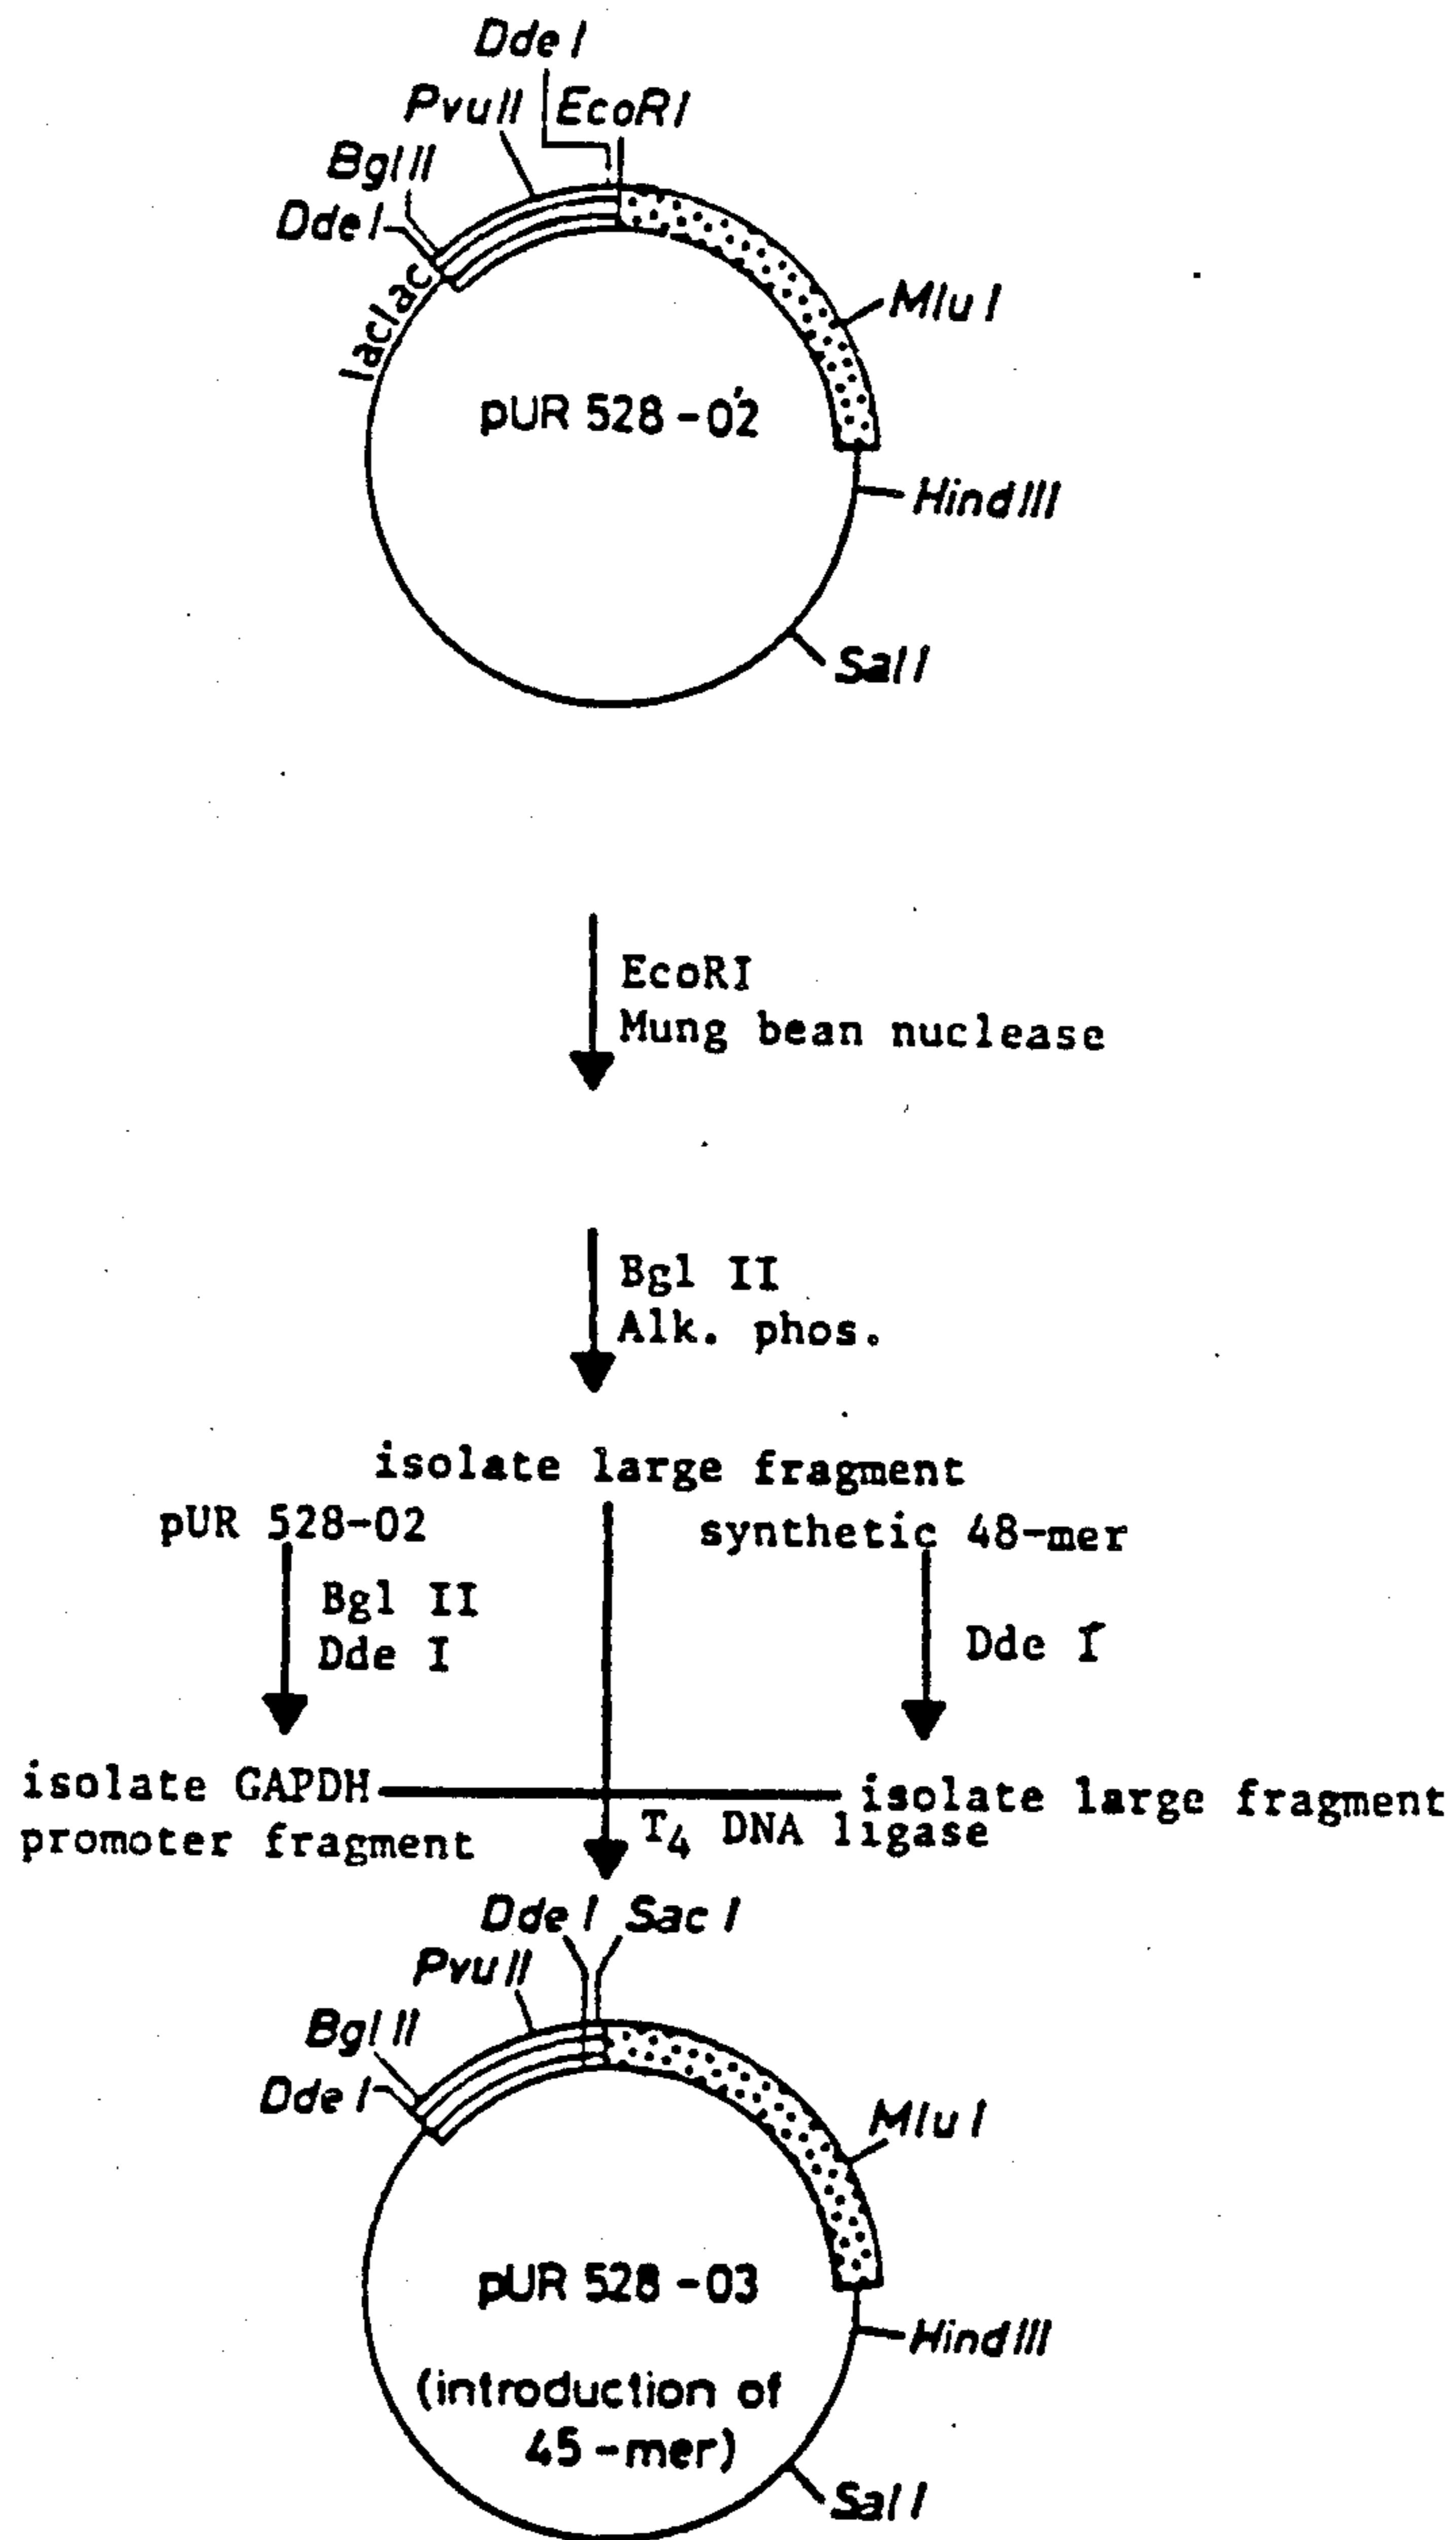 Dde I
Pvu II
EcoRI
Bgl II
Dde I
laclac
Mlu I
pUR 528-02
Hind III
Sal I
EcoRI
Mung bean nuclease
Bgl II
Alk. phos.
isolate large fragment
pUR 528-02
synthetic 48-mer
Bgl II
Dde I
Dde I
isolate GAPDH
promoter fragment
isolate large fragment
T4 DNA ligase
Dde I
Sac I
Pvu II
Bgl II
Dde I
Mlu I
pUR 528-03
Hind III
(introduction of
45-mer)
Sal I